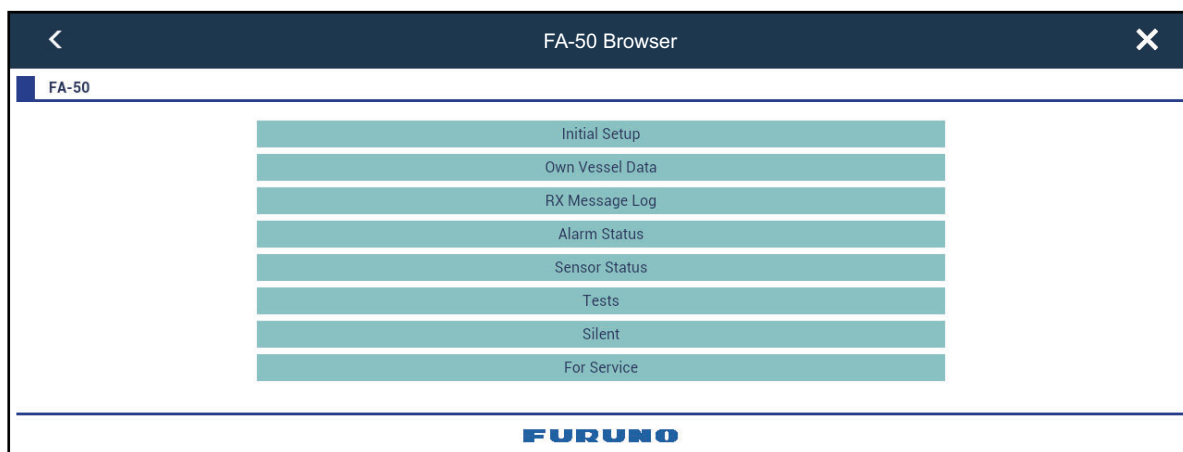 FA-50 Browser
FA-50
Initial Setup
Own Vessel Data
RX Message Log
Alarm Status
Sensor Status
Tests
Silent
For Service
FURUNO